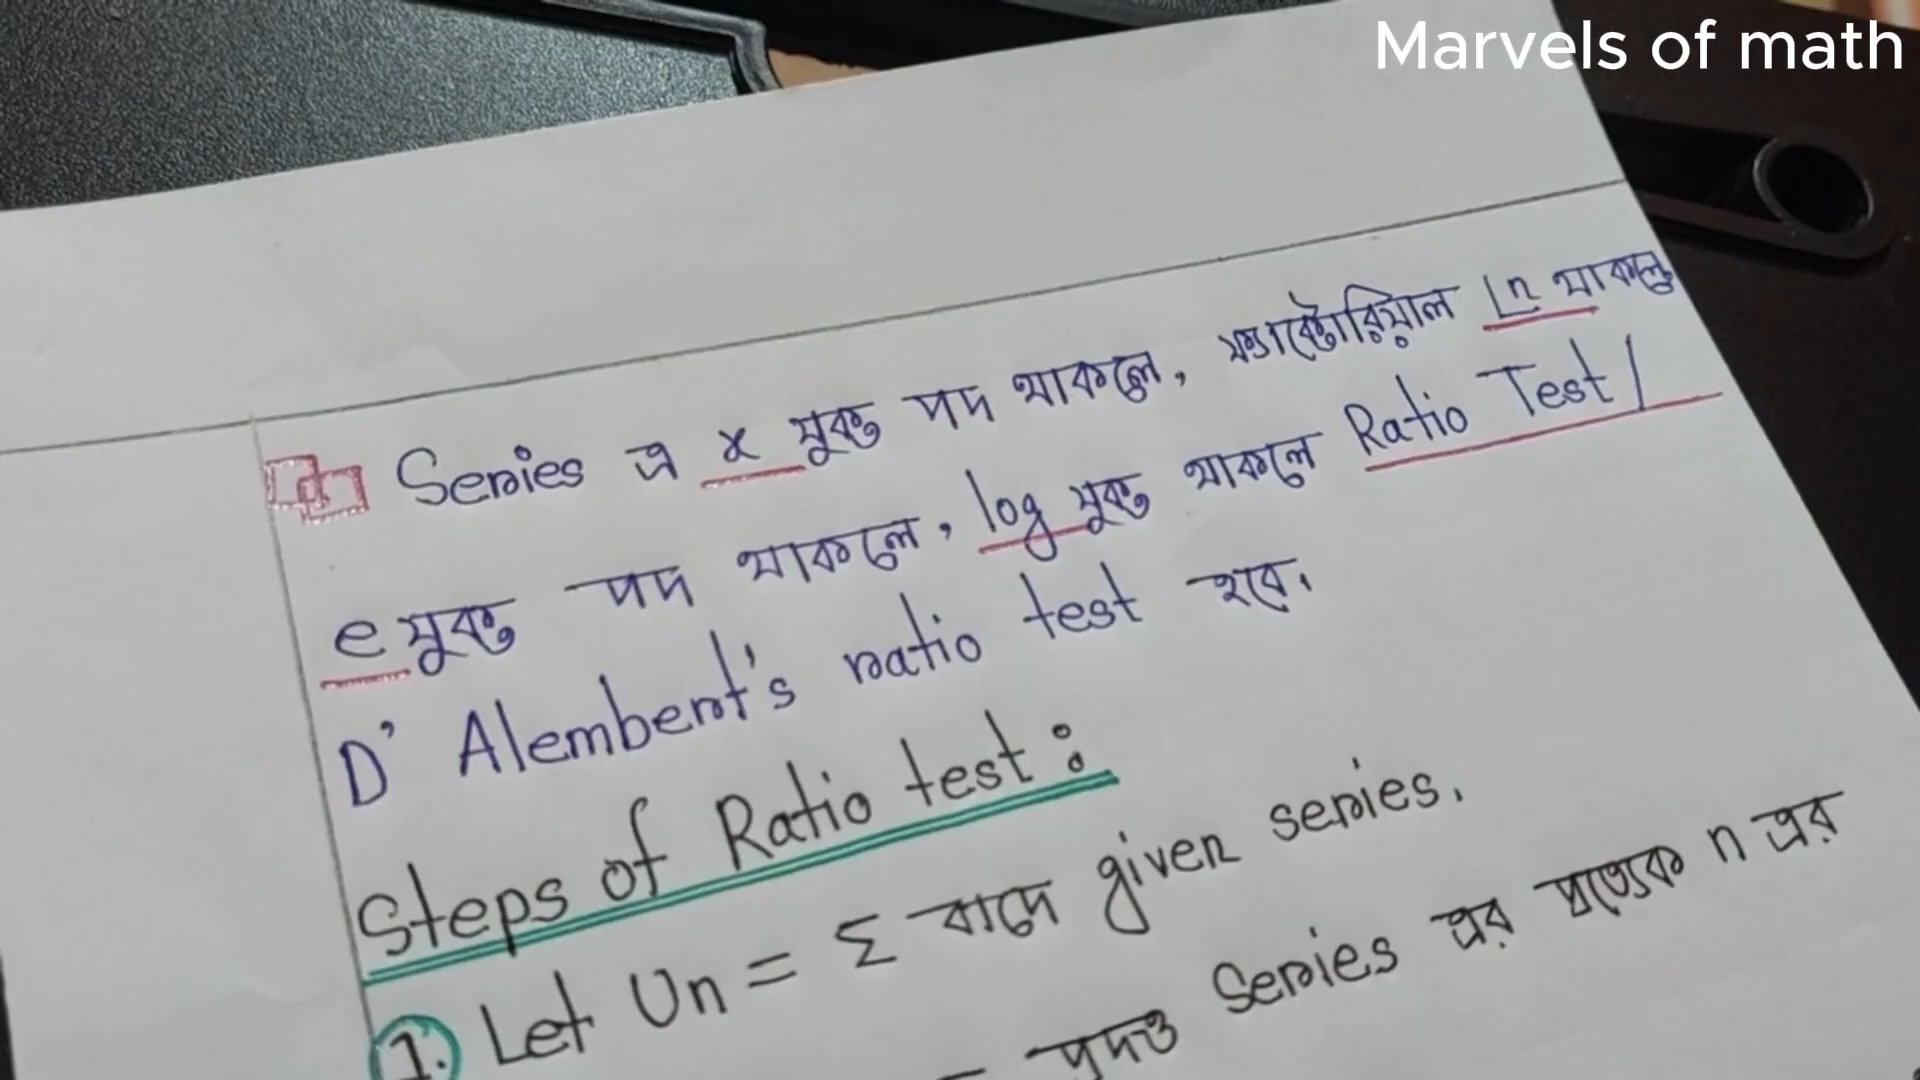 Marvels of math
Series এ x যুক্ত পদ থাকলে, ফ্যাক্টোরিয়াল Ln থাকলে
e যুক্ত পদ থাকলে, log যুক্ত থাকলে Ratio Test/
D' Alembert's ratio test হবে।
Steps of Ratio test:
1. Let Un = Σ বাদে given series.
প্রদত্ত Series এর প্রত্যেক n এর